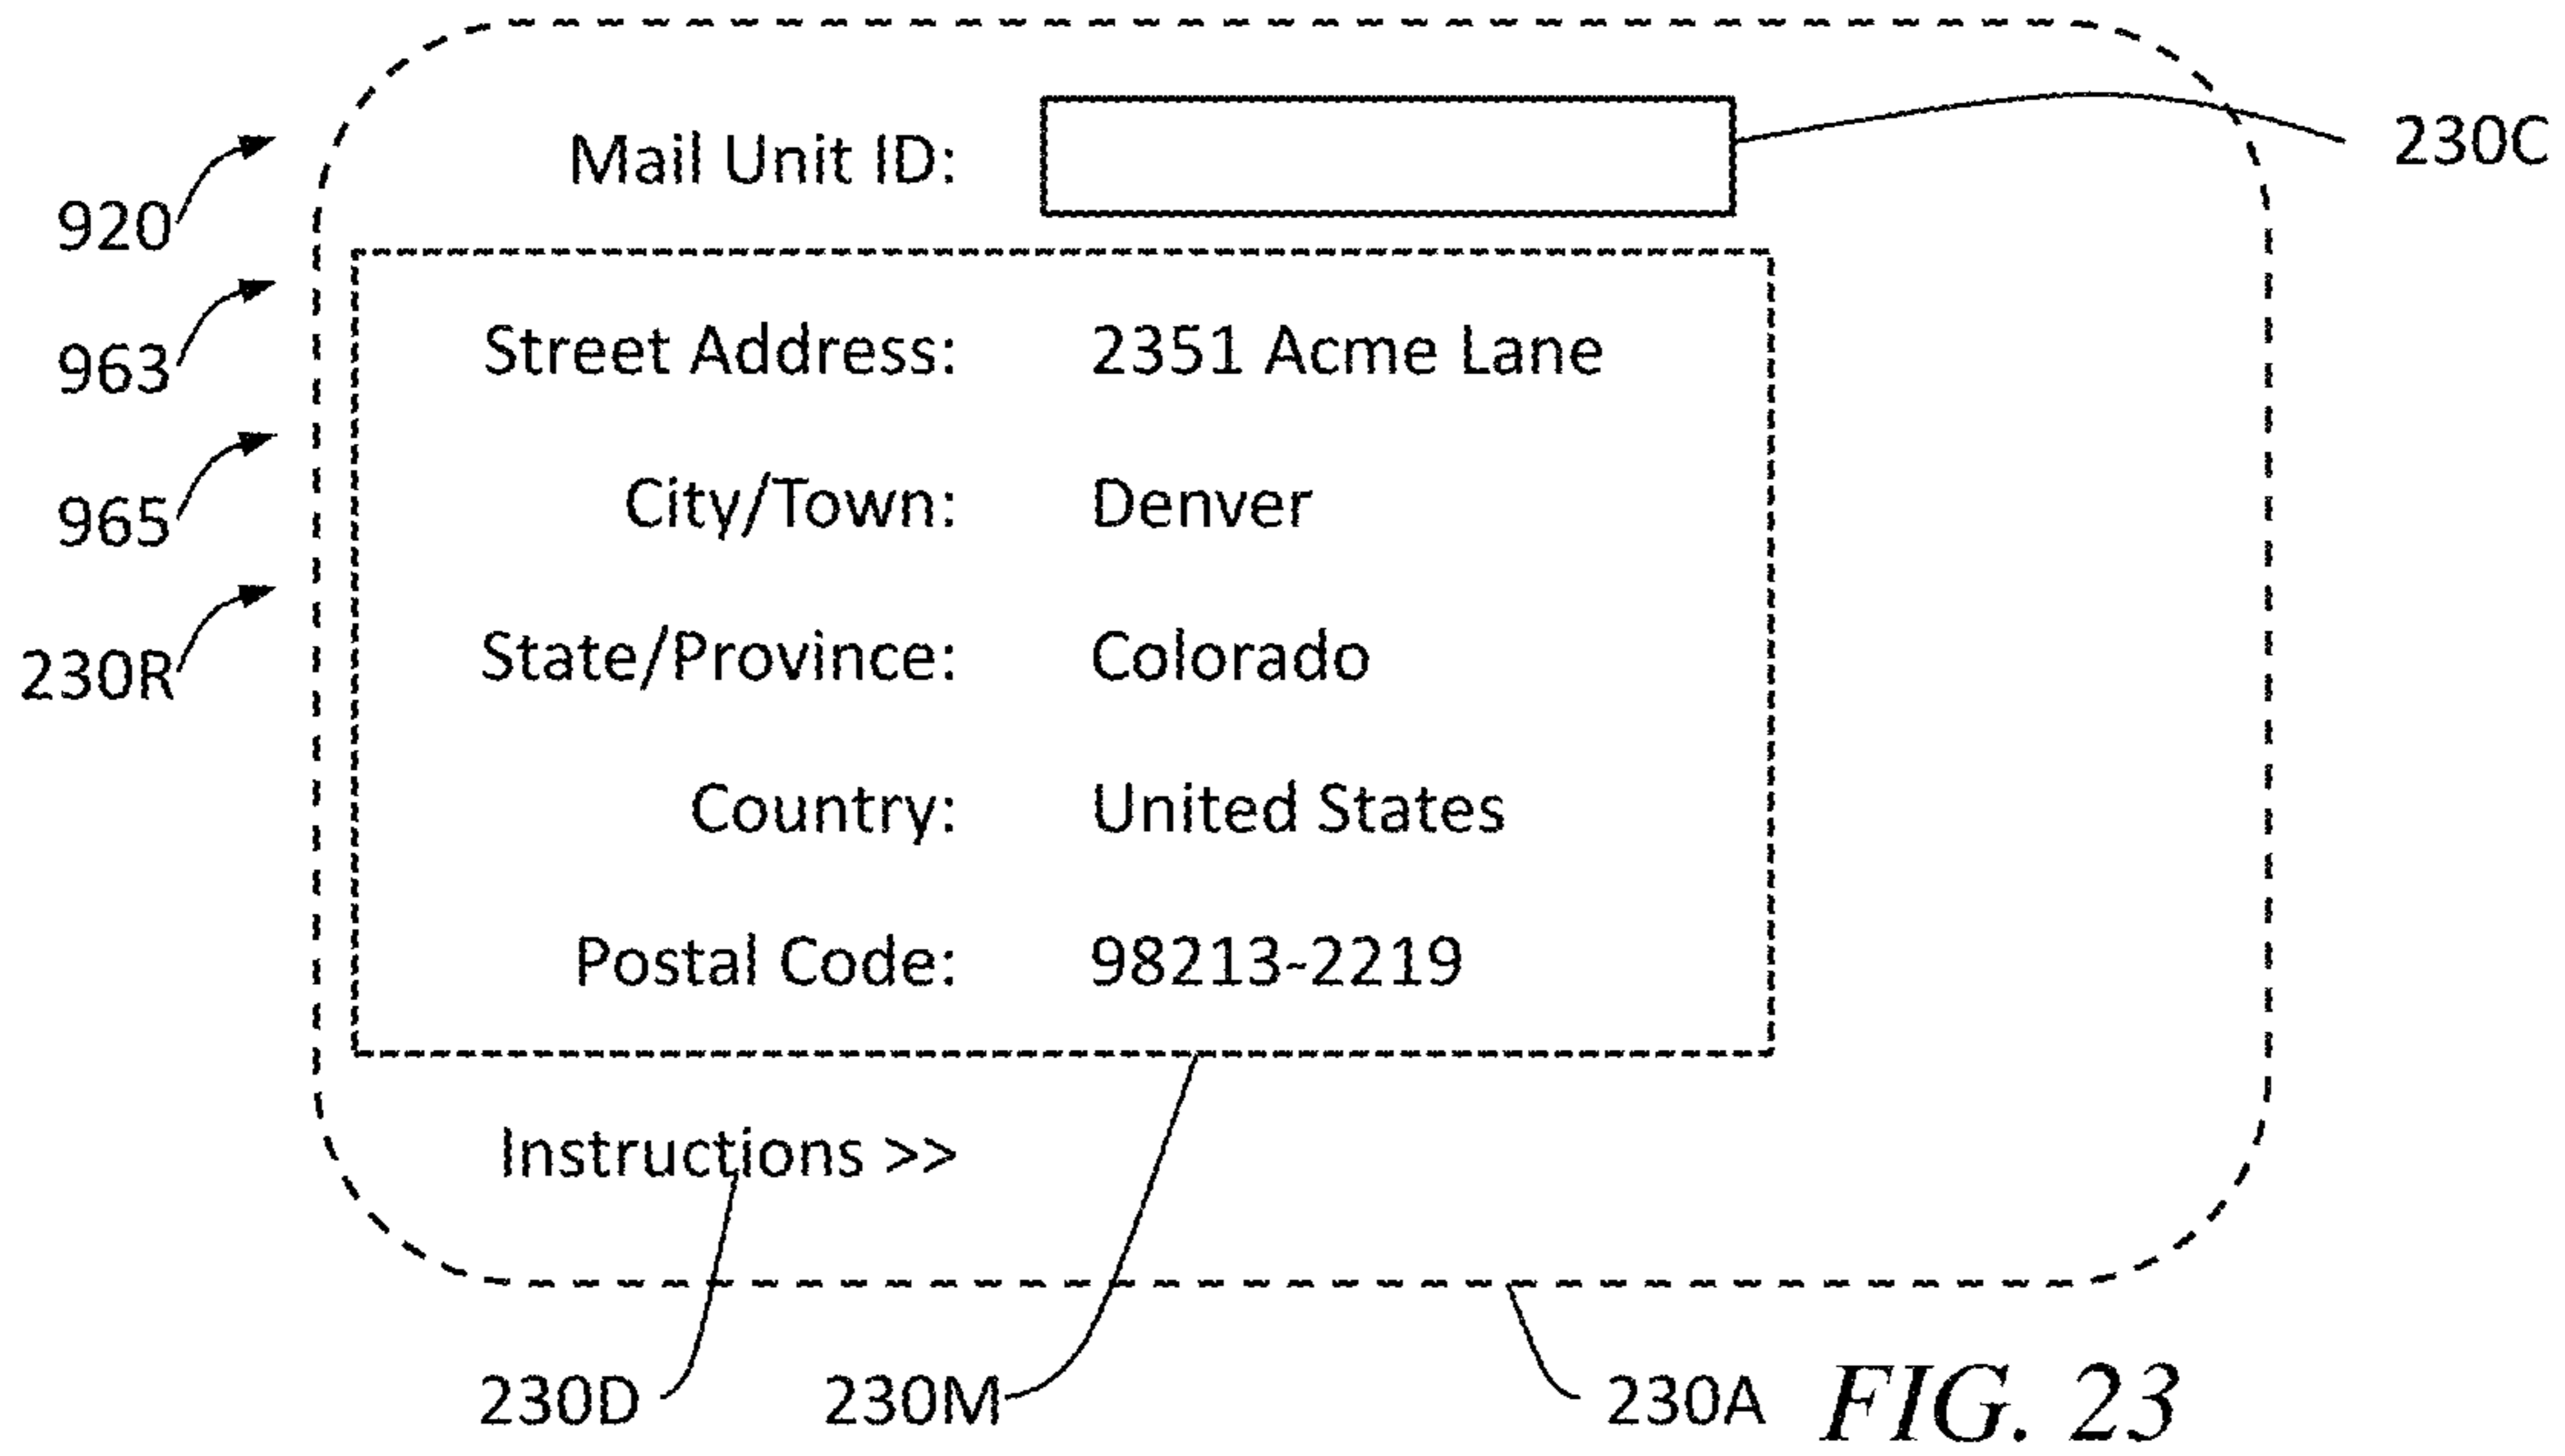 Mail Unit ID: 230C
920
963 Street Address: 2351 Acme Lane
965 City/Town: Denver
230R State/Province: Colorado
Country: United States
Postal Code: 98213-2219
Instructions >>
230D 230M 230A FIG. 23